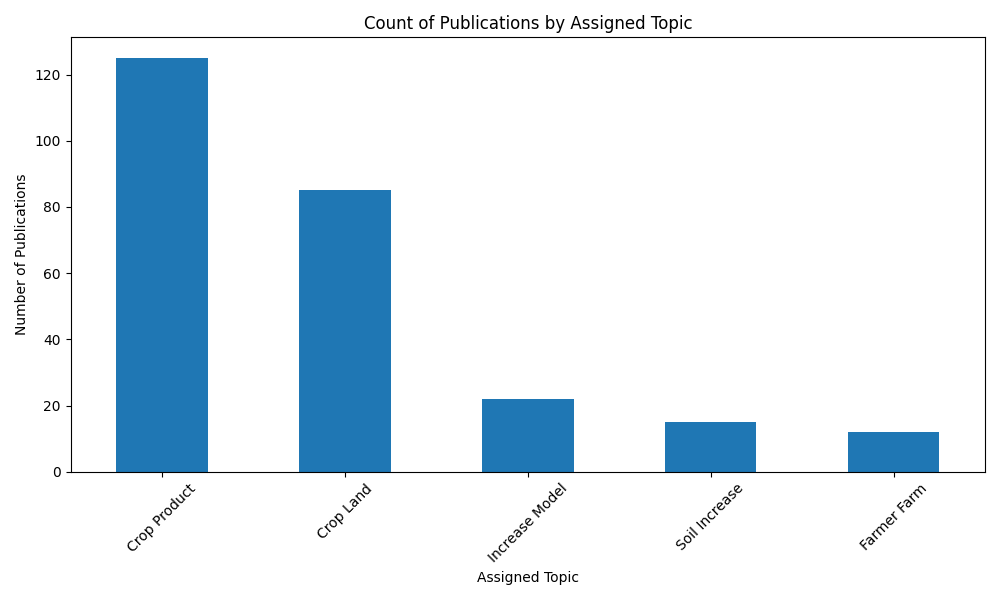 Count of Publications by Assigned Topic
Number of Publications
120
100
80
60
40
20
0
Crop Product
Crop Land
Increase Model
Soil Increase
Farmer Farm
Assigned Topic